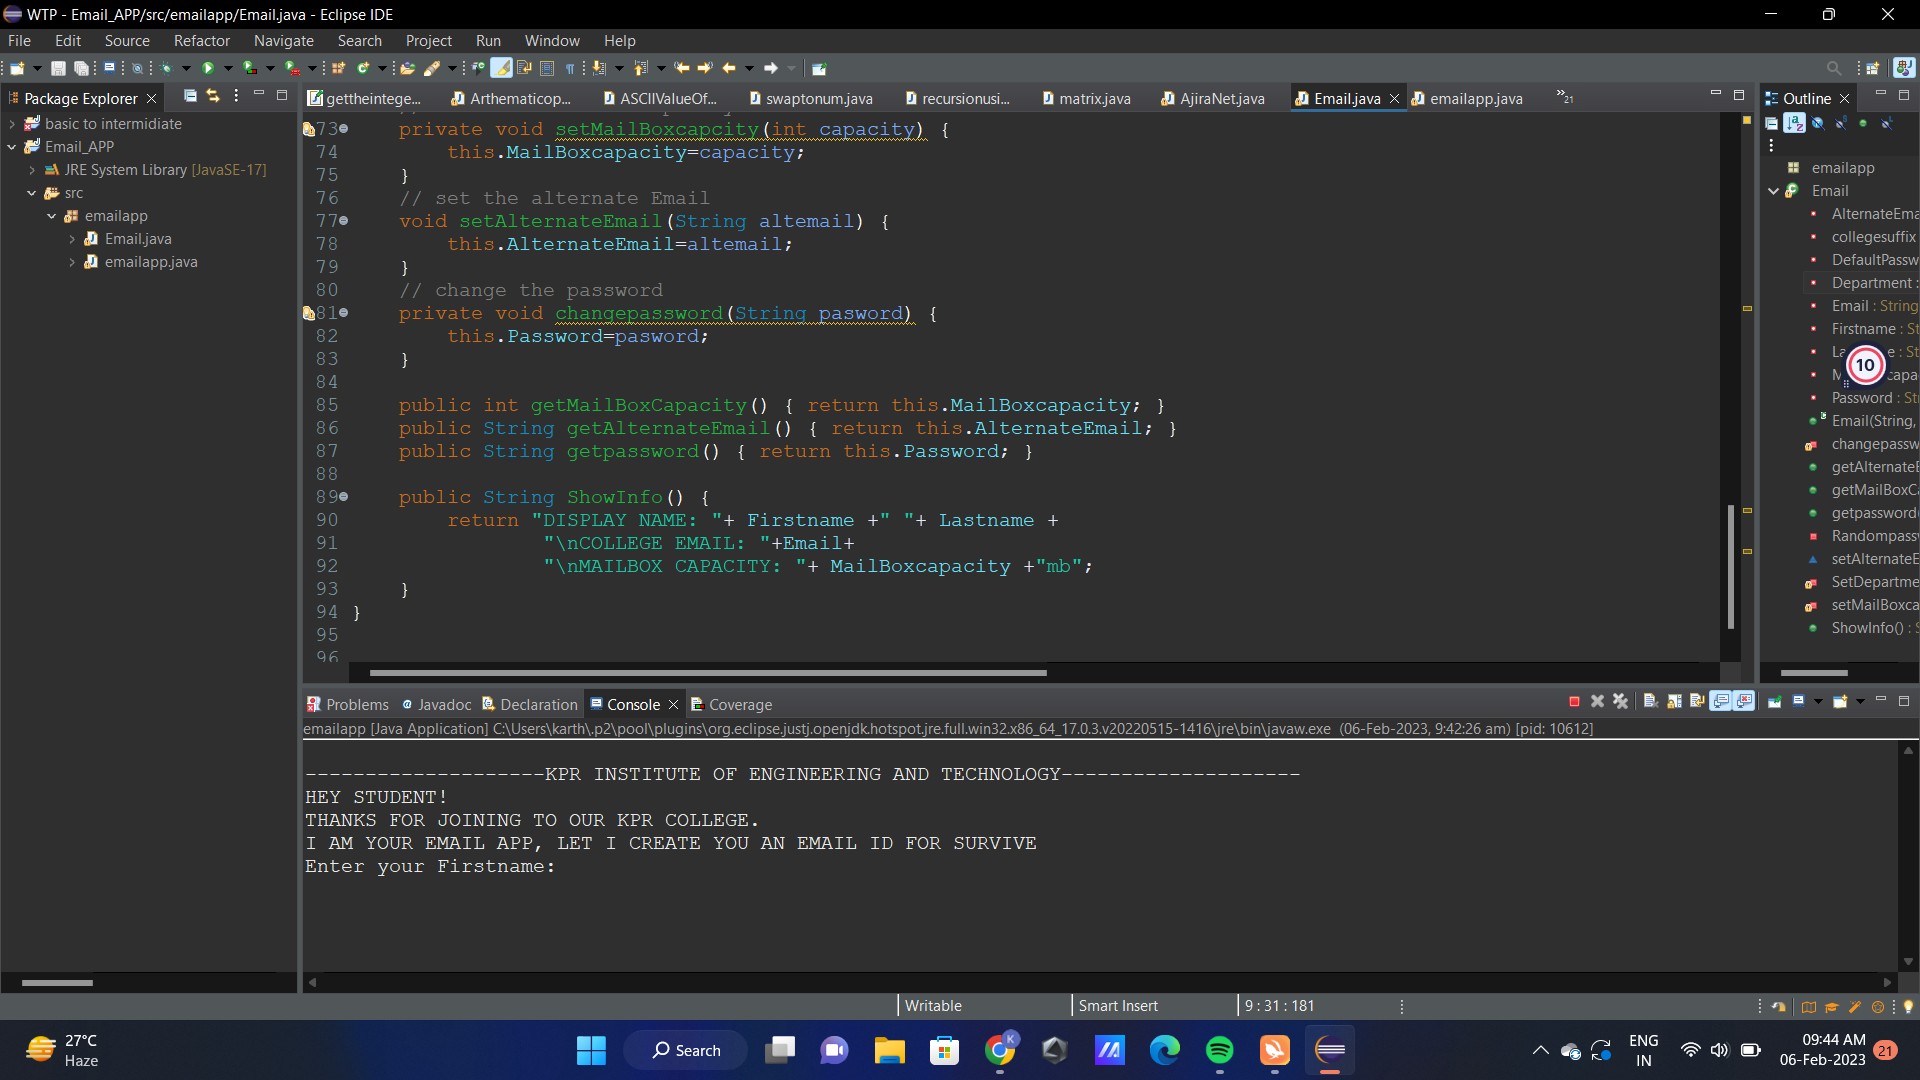 WTP - Email_APP/src/emailapp/Email.java - Eclipse IDE
File Edit Source Refactor Navigate Search Project Run Window Help
Package Explorer
gettheintege... Arthematicop... ASCIIValueOf... swaptonum.java recursionusi... matrix.java AjiraNet.java Email.java emailapp.java »21
Outline
basic to intermidiate
Email_APP
JRE System Library [JavaSE-17]
src
emailapp
Email.java
emailapp.java
73 private void setMailBoxcapcity(int capacity) {
74 this.MailBoxcapacity=capacity;
75 }
76 // set the alternate Email
77 void setAlternateEmail(String altemail) {
78 this.AlternateEmail=altemail;
79 }
80 // change the password
81 private void changepassword(String pasword) {
82 this.Password=pasword;
83 }
84
85 public int getMailBoxCapacity() { return this.MailBoxcapacity; }
86 public String getAlternateEmail() { return this.AlternateEmail; }
87 public String getpassword() { return this.Password; }
88
89 public String ShowInfo() {
90 return "DISPLAY NAME: "+ Firstname +" "+ Lastname +
91 "\nCOLLEGE EMAIL: "+Email+
92 "\nMAILBOX CAPACITY: "+ MailBoxcapacity +"mb";
93 }
94 }
95
96
emailapp
Email
AlternateEma
collegesuffix
DefaultPassw
Department :
Email : String
Firstname : St
La e : St
M capa
10
Password : Stri
Email(String,
changepassw
getAlternateE
getMailBoxCa
getpassword(
Randompassw
setAlternateE
SetDepartme
setMailBoxca
ShowInfo() : S
Problems Javadoc Declaration Console Coverage
emailapp [Java Application] C:\Users\karth\.p2\pool\plugins\org.eclipse.justj.openjdk.hotspot.jre.full.win32.x86_64_17.0.3.v20220515-1416\jre\bin\javaw.exe (06-Feb-2023, 9:42:26 am) [pid: 10612]
--------------------KPR INSTITUTE OF ENGINEERING AND TECHNOLOGY--------------------
HEY STUDENT!
THANKS FOR JOINING TO OUR KPR COLLEGE.
I AM YOUR EMAIL APP, LET I CREATE YOU AN EMAIL ID FOR SURVIVE
Enter your Firstname:
Writable Smart Insert 9 : 31 : 181
27°C
Haze
Search
ENG
IN
09:44 AM
06-Feb-2023
21